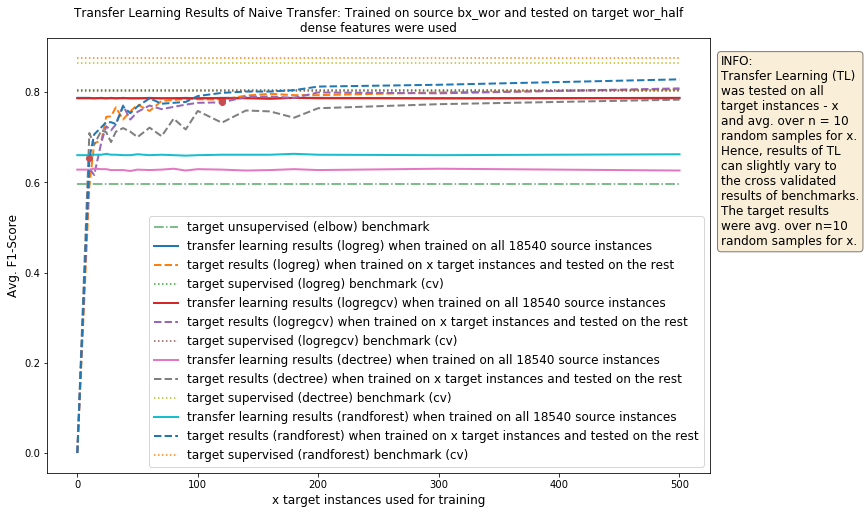 Transfer Learning Results of Naive Transfer: Trained on source bx_wor and tested on target wor_half
dense features were used
Avg. F1-Score
0.8
0.6
0.4
0.2
0.0
0
100
200
300
400
500
x target instances used for training
target unsupervised (elbow) benchmark
transfer learning results (logreg) when trained on all 18540 source instances
target results (logreg) when trained on x target instances and tested on the rest
target supervised (logreg) benchmark (cv)
transfer learning results (logregcv) when trained on all 18540 source instances
target results (logregcv) when trained on x target instances and tested on the rest
target supervised (logregcv) benchmark (cv)
transfer learning results (dectree) when trained on all 18540 source instances
target results (dectree) when trained on x target instances and tested on the rest
target supervised (dectree) benchmark (cv)
transfer learning results (randforest) when trained on all 18540 source instances
target results (randforest) when trained on x target instances and tested on the rest
target supervised (randforest) benchmark (cv)
INFO:
Transfer Learning (TL)
was tested on all
target instances - x
and avg. over n = 10
random samples for x.
Hence, results of TL
can slightly vary to
the cross validated
results of benchmarks.
The target results
were avg. over n=10
random samples for x.